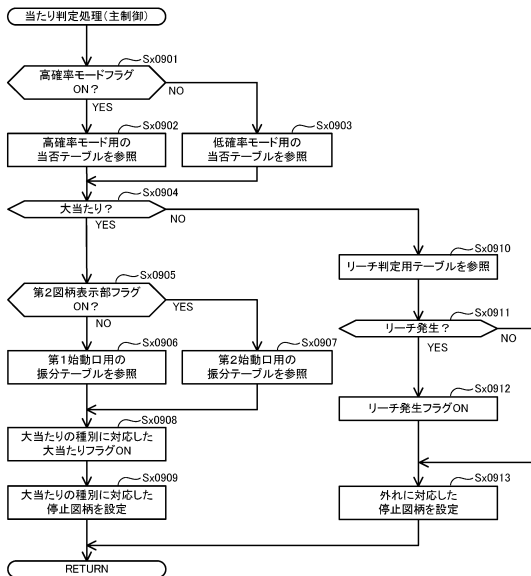 当たり判定処理(主制御)
Sx0901
高確率モードフラグ
ON?
YES
NO
Sx0902
高確率モード用の
当否テーブルを参照
Sx0903
低確率モード用の
当否テーブルを参照
Sx0904
大当たり?
YES
NO
Sx0905
第2図柄表示部フラグ
ON?
NO
YES
Sx0906
第1始動口用の
振分テーブルを参照
Sx0907
第2始動口用の
振分テーブルを参照
Sx0908
大当たりの種別に対応した
大当たりフラグON
Sx0909
大当たりの種別に対応した
停止図柄を設定
Sx0910
リーチ判定用テーブルを参照
Sx0911
リーチ発生?
YES
NO
Sx0912
リーチ発生フラグON
Sx0913
外れに対応した
停止図柄を設定
RETURN